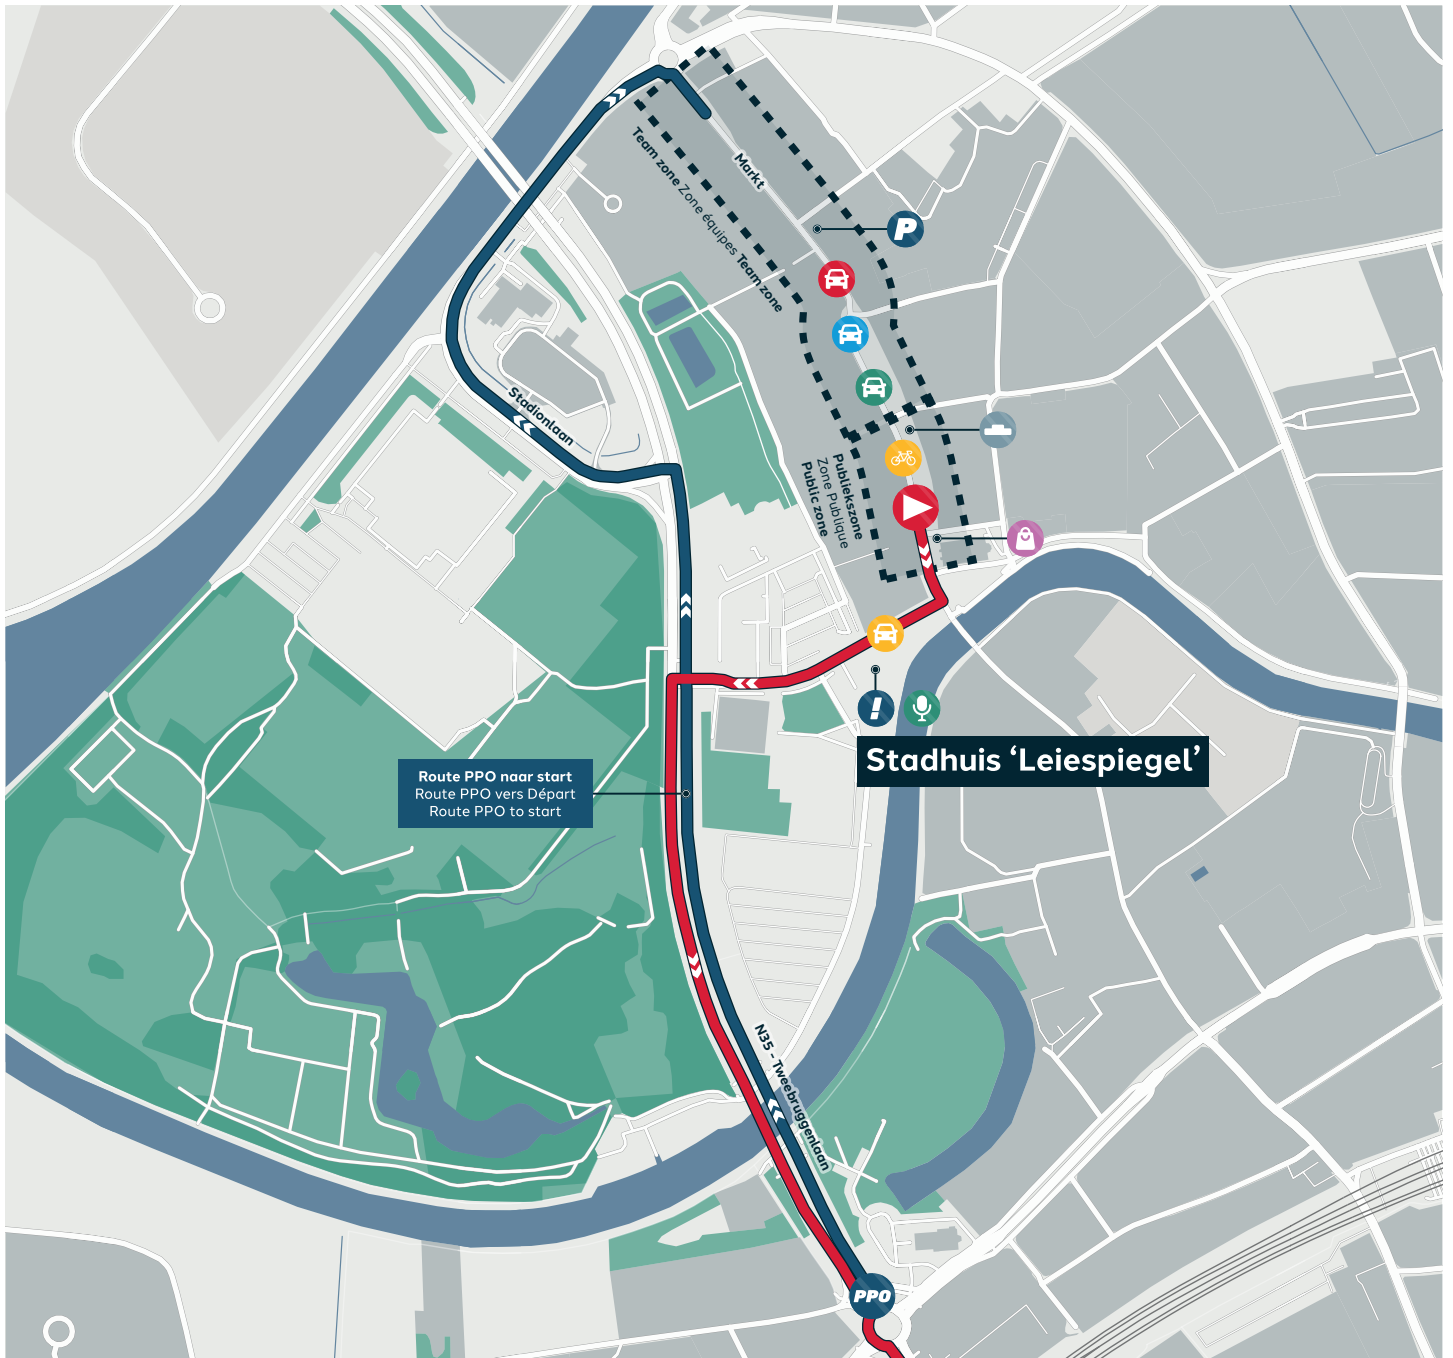 Markt
Team zone Zone équipes Team zone
P
Stadionlaan
Publiekszone
Zone Publique
Public zone
Stadhuis ‘Leiespiegel’
Route PPO naar start
Route PPO vers Départ
Route PPO to start
N35 - Tweebruggenlaan
PPO